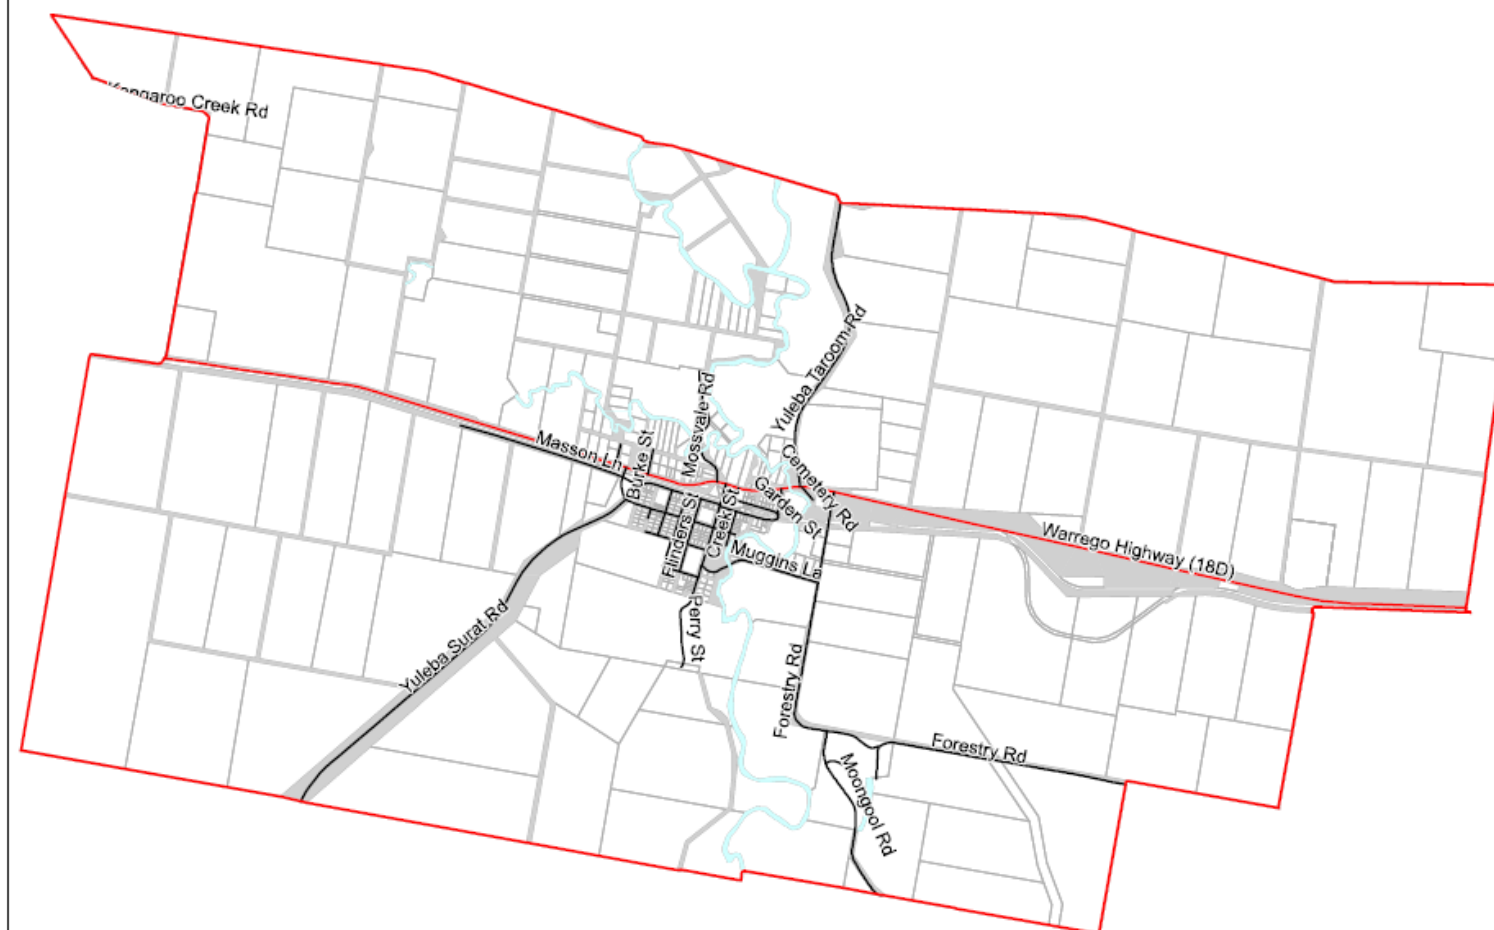 Kangaroo Creek Rd
Yuleba Taroom Rd
Mossvale Rd
Masson Ln
Burke St
Cemetery Rd
Garden St
Flinders St
Creek St
Muggins La
Warrego Highway (18D)
Perry St
Yuleba Surat Rd
Forestry Rd
Forestry Rd
Moongool Rd